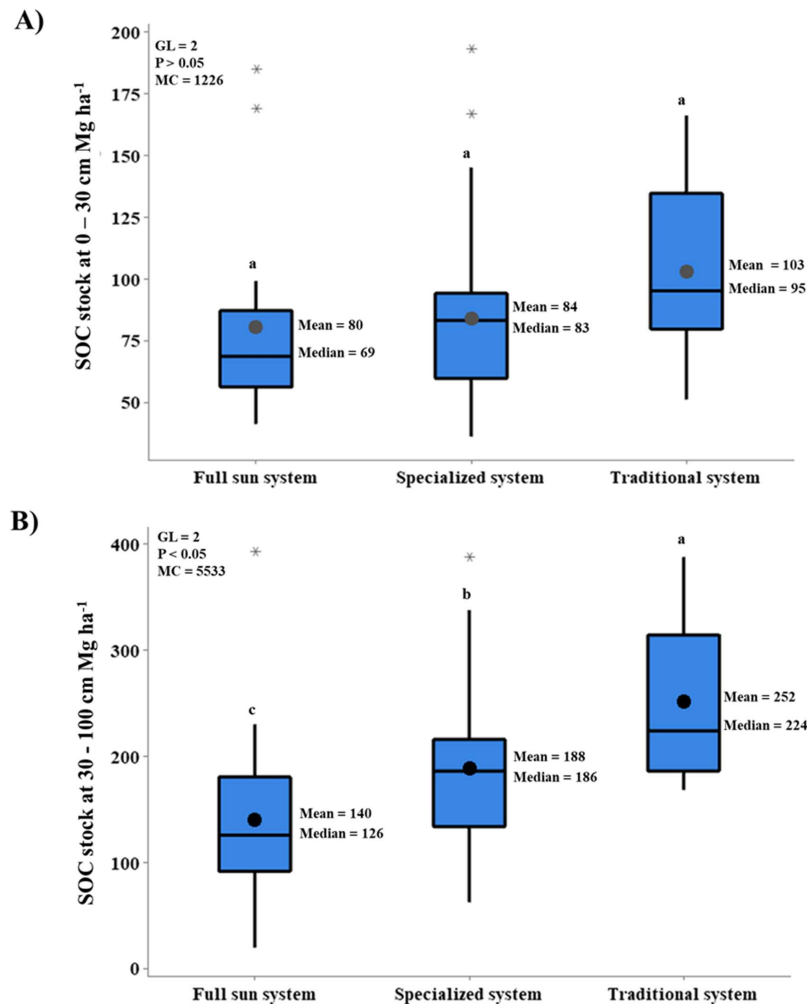 A)
SOC stock at 0 – 30 cm Mg ha⁻¹
200
175
150
125
100
75
50
GL = 2
P > 0.05
MC = 1226
a
Mean = 80
Median = 69
a
Mean = 84
Median = 83
a
Mean = 103
Median = 95
Full sun system
Specialized system
Traditional system
B)
SOC stock at 30 - 100 cm Mg ha⁻¹
400
300
200
100
0
GL = 2
P < 0.05
MC = 5533
c
Mean = 140
Median = 126
b
Mean = 188
Median = 186
a
Mean = 252
Median = 224
Full sun system
Specialized system
Traditional system